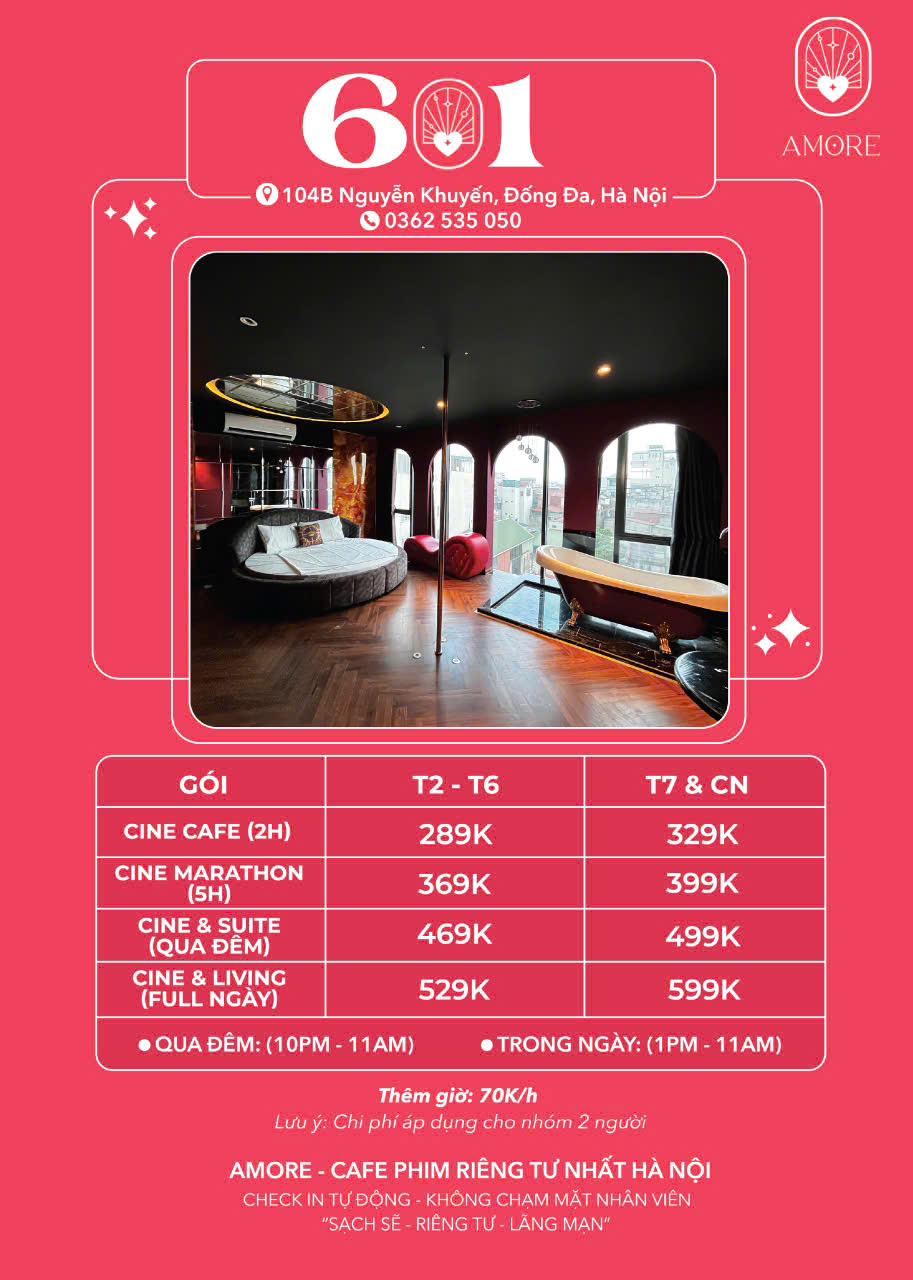 601
AMORE
104B Nguyễn Khuyến, Đống Đa, Hà Nội
0362 535 050
GÓI T2 - T6 T7 & CN
CINE CAFE (2H) 289K 329K
CINE MARATHON
(5H) 369K 399K
CINE & SUITE
(QUA ĐÊM) 469K 499K
CINE & LIVING
(FULL NGÀY) 529K 599K
● QUA ĐÊM: (10PM - 11AM) ● TRONG NGÀY: (1PM - 11AM)
Thêm giờ: 70K/h
Lưu ý: Chi phí áp dụng cho nhóm 2 người
AMORE - CAFE PHIM RIÊNG TƯ NHẤT HÀ NỘI
CHECK IN TỰ ĐỘNG - KHÔNG CHẠM MẶT NHÂN VIÊN
“SẠCH SẼ - RIÊNG TƯ - LÃNG MẠN”